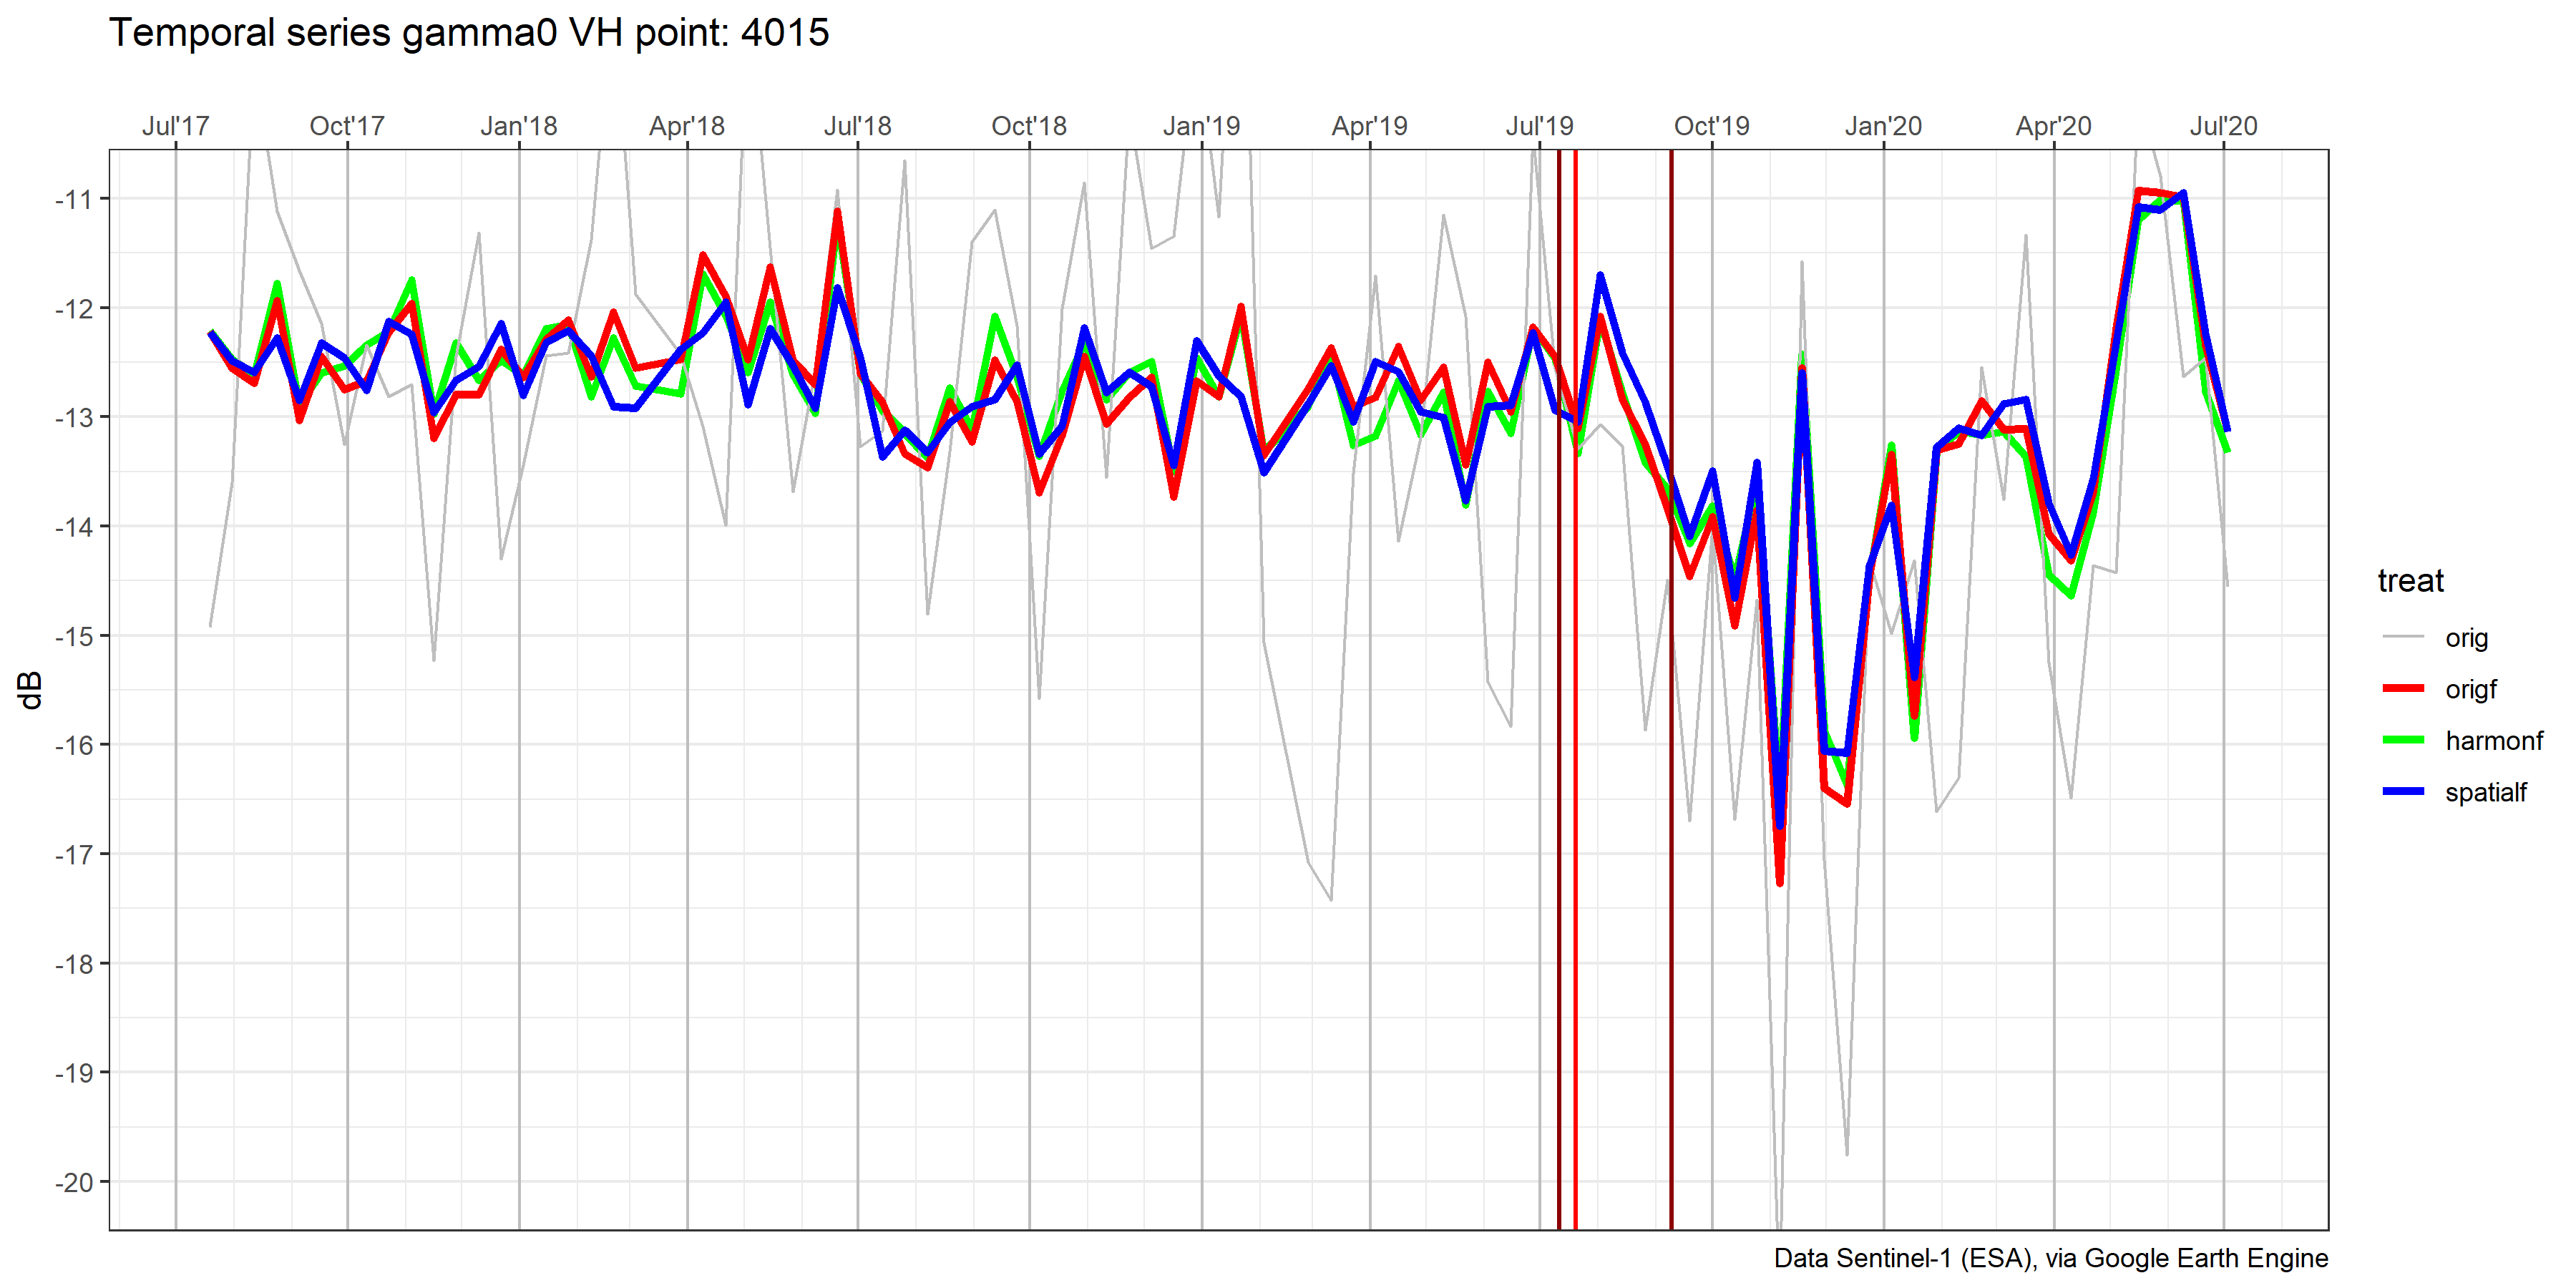 Temporal series gamma0 VH point: 4015
Jul'17 Oct'17 Jan'18 Apr'18 Jul'18 Oct'18 Jan'19 Apr'19 Jul'19 Oct'19 Jan'20 Apr'20 Jul'20
-11
-12
-13
-14
-15
-16
-17
-18
-19
-20
dB
treat
orig
origf
harmonf
spatialf
Data Sentinel-1 (ESA), via Google Earth Engine